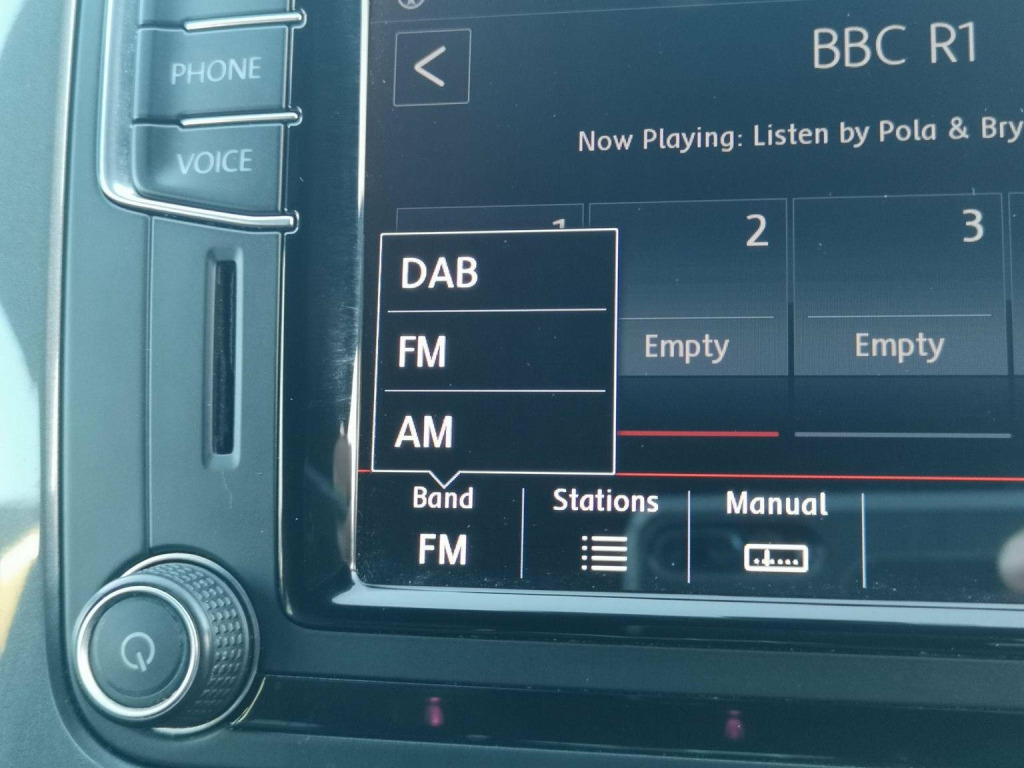 PHONE
VOICE
<
BBC R1
Now Playing: Listen by Pola & Bry
1
2
3
DAB
FM
AM
Empty
Empty
Band
FM
Stations
Manual